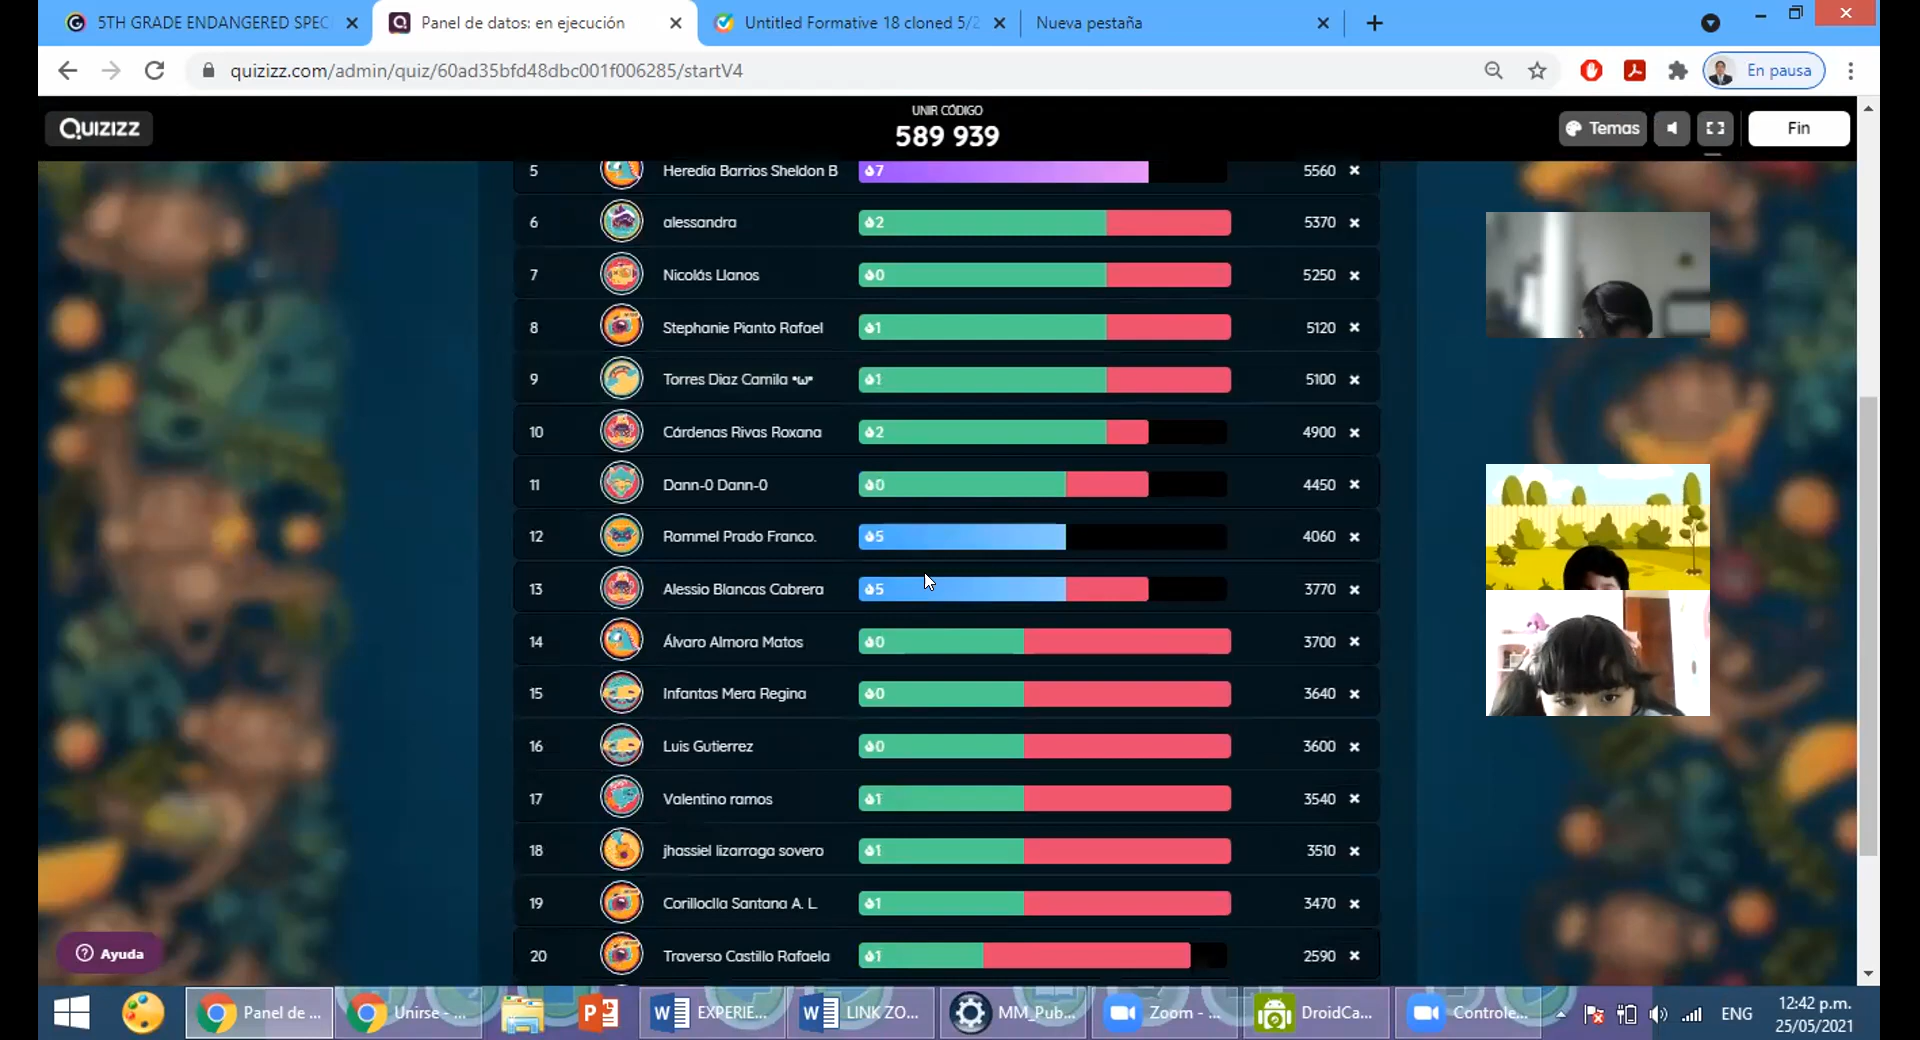 5TH GRADE ENDANGERED SPEC
Panel de datos: en ejecución
Untitled Formative 18 cloned 5/2
Nueva pestaña
quizizz.com/admin/quiz/60ad35bfd48dbc001f006285/startV4
En pausa
Quizizz
UNIR CÓDIGO
589 939
Temas
Fin
5 Heredia Barrios Sheldon B 7 5560
6 alessandra 2 5370
7 Nicolás Llanos 0 5250
8 Stephanie Pianto Rafael 1 5120
9 Torres Diaz Camila •ω• 1 5100
10 Cárdenas Rivas Roxana 2 4900
11 Dann-0 Dann-0 0 4450
12 Rommel Prado Franco. 5 4060
13 Alessio Blancas Cabrera 5 3770
14 Álvaro Almora Matos 0 3700
15 Infantas Mera Regina 0 3640
16 Luis Gutierrez 0 3600
17 Valentino ramos 1 3540
18 jhassiel lizarraga sovero 1 3510
19 Corilloclla Santana A. L. 1 3470
20 Traverso Castillo Rafaela 1 2590
Ayuda
Panel de ...
Unirse - ...
EXPERIE...
LINK ZO...
MM_Pub...
Zoom - ...
DroidCa...
Controle...
ENG
12:42 p.m.
25/05/2021